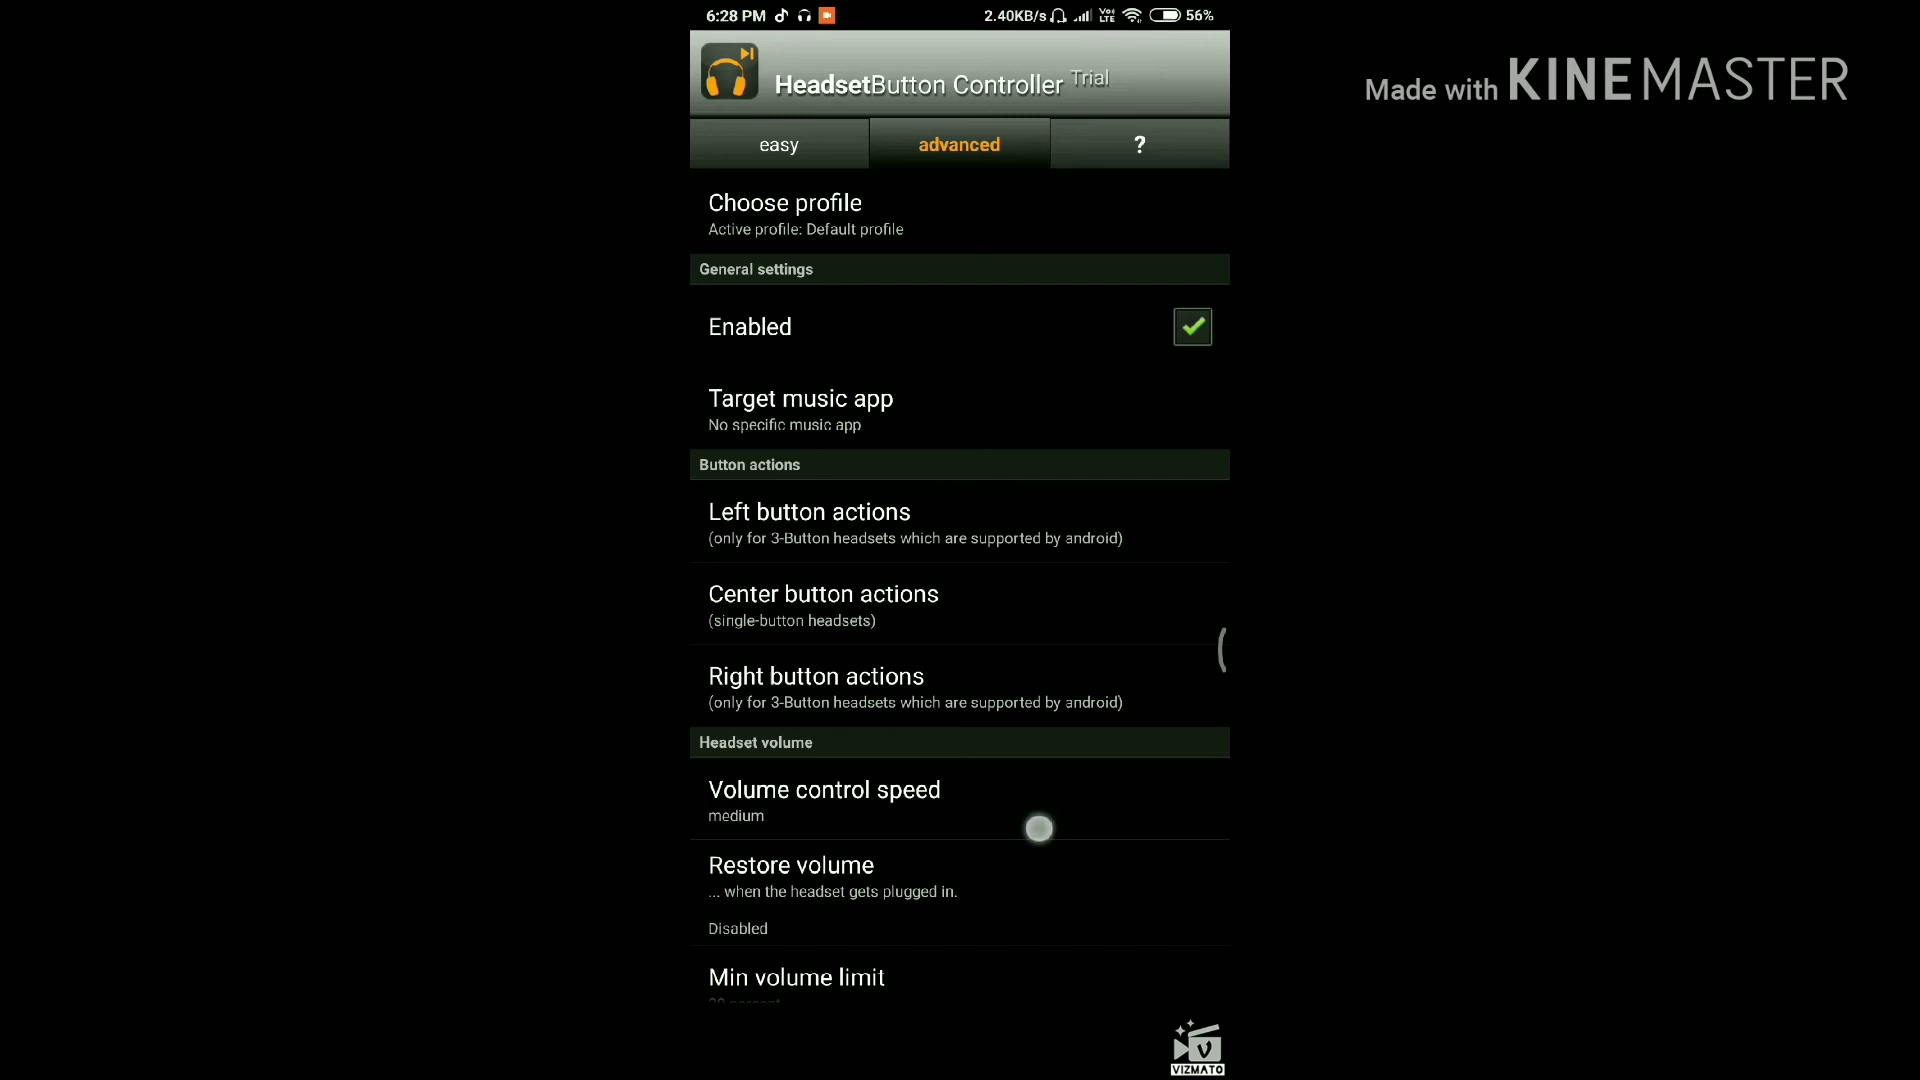 6:28 PM 2.40KB/s Vo) LTE 56%
Made with KINEMASTER
HeadsetButton Controller Trial
easy advanced ?
Choose profile
Active profile: Default profile
General settings
Enabled
Target music app
No specific music app
Button actions
Left button actions
(only for 3-Button headsets which are supported by android)
Center button actions
(single-button headsets)
Right button actions
(only for 3-Button headsets which are supported by android)
Headset volume
Volume control speed
medium
Restore volume
... when the headset gets plugged in.
Disabled
Min volume limit
VIZMATO